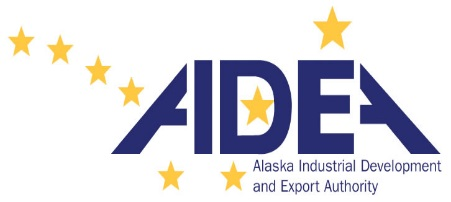 AIDEA
Alaska Industrial Development
and Export Authority